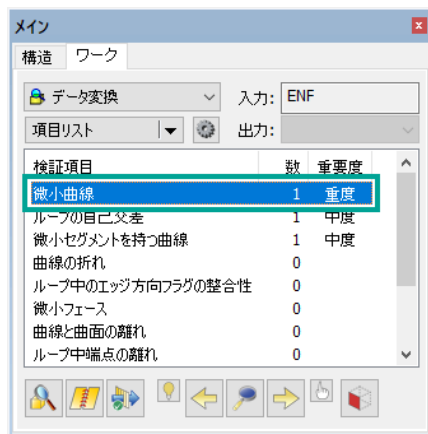 メイン
構造 ワーク
データ変換 入力: ENF
項目リスト 出力:
検証項目 数 重要度
微小曲線 1 重度
ループの自己交差 1 中度
微小セグメントを持つ曲線 1 中度
曲線の折れ 0
ループ中のエッジ方向フラグの整合性 0
微小フェース 0
曲線と曲面の離れ 0
ループ中端点の離れ 0